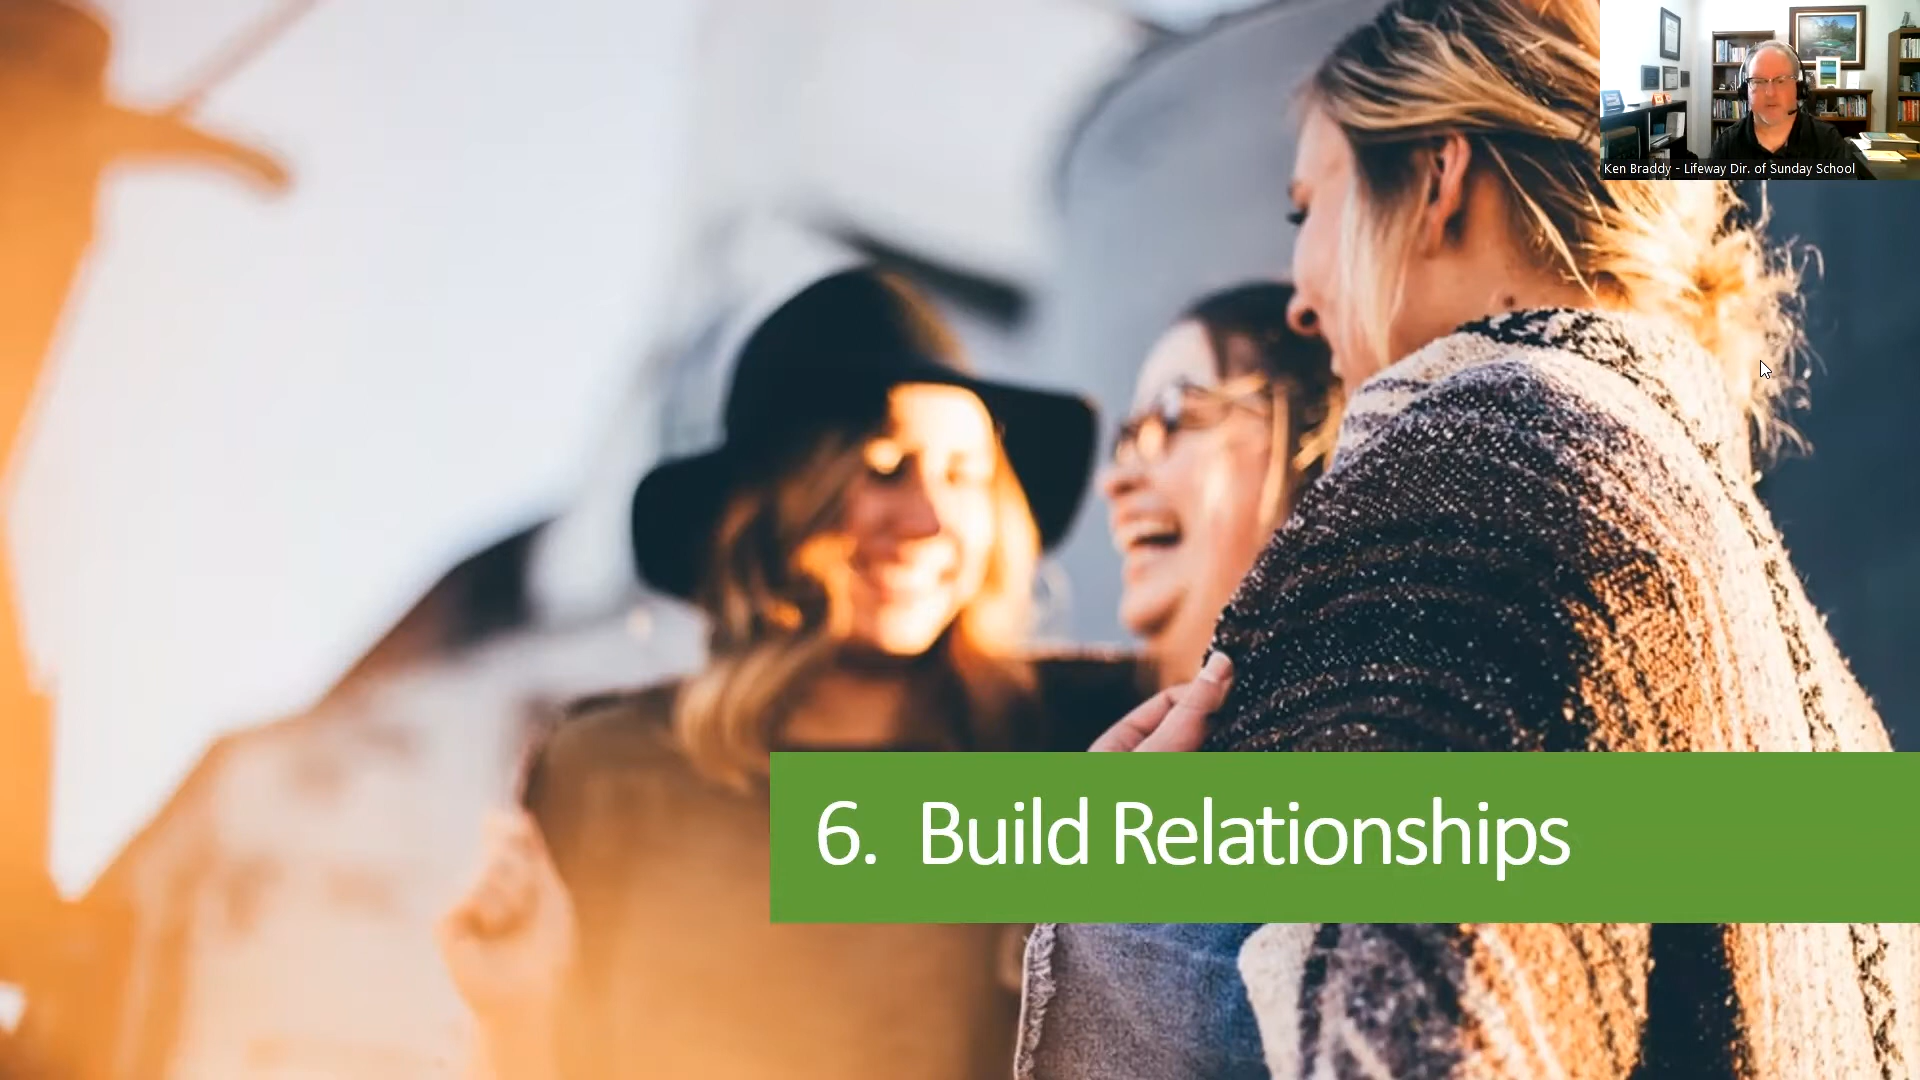 Ken Braddy - Lifeway Dir. of Sunday School
6. Build Relationships